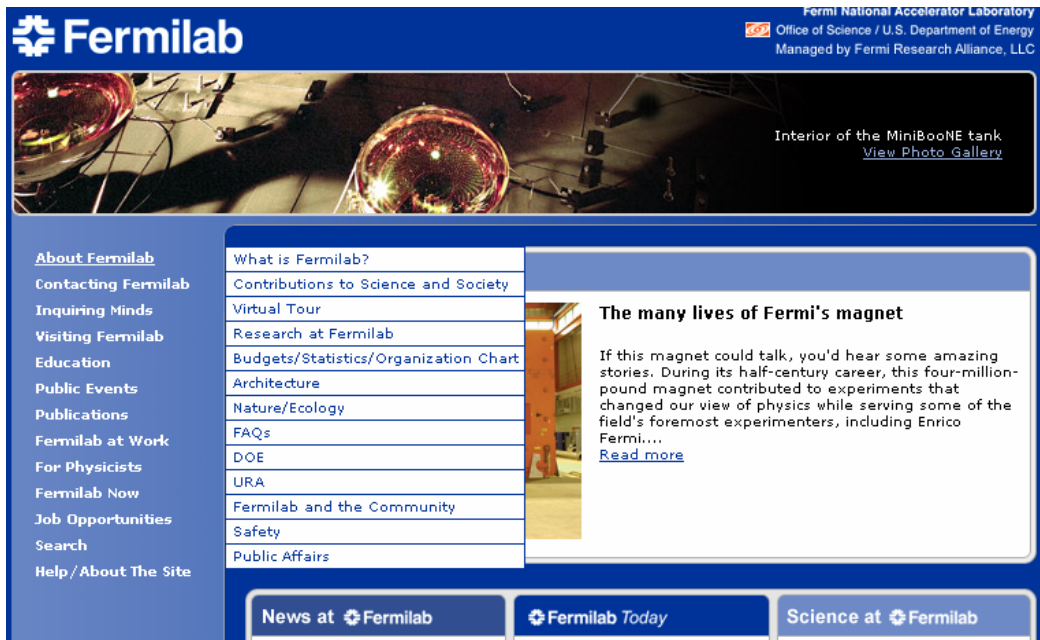 Fermilab
Fermi National Accelerator Laboratory
Office of Science / U.S. Department of Energy
Managed by Fermi Research Alliance, LLC
Interior of the MiniBooNE tank
View Photo Gallery
About Fermilab
Contacting Fermilab
Inquiring Minds
Visiting Fermilab
Education
Public Events
Publications
Fermilab at Work
For Physicists
Fermilab Now
Job Opportunities
Search
Help/About The Site
What is Fermilab?
Contributions to Science and Society
Virtual Tour
Research at Fermilab
Budgets/Statistics/Organization Chart
Architecture
Nature/Ecology
FAQs
DOE
URA
Fermilab and the Community
Safety
Public Affairs
The many lives of Fermi's magnet
If this magnet could talk, you'd hear some amazing
stories. During its half-century career, this four-million-
pound magnet contributed to experiments that
changed our view of physics while serving some of the
field's foremost experimenters, including Enrico
Fermi....
Read more
News at Fermilab
Fermilab Today
Science at Fermilab